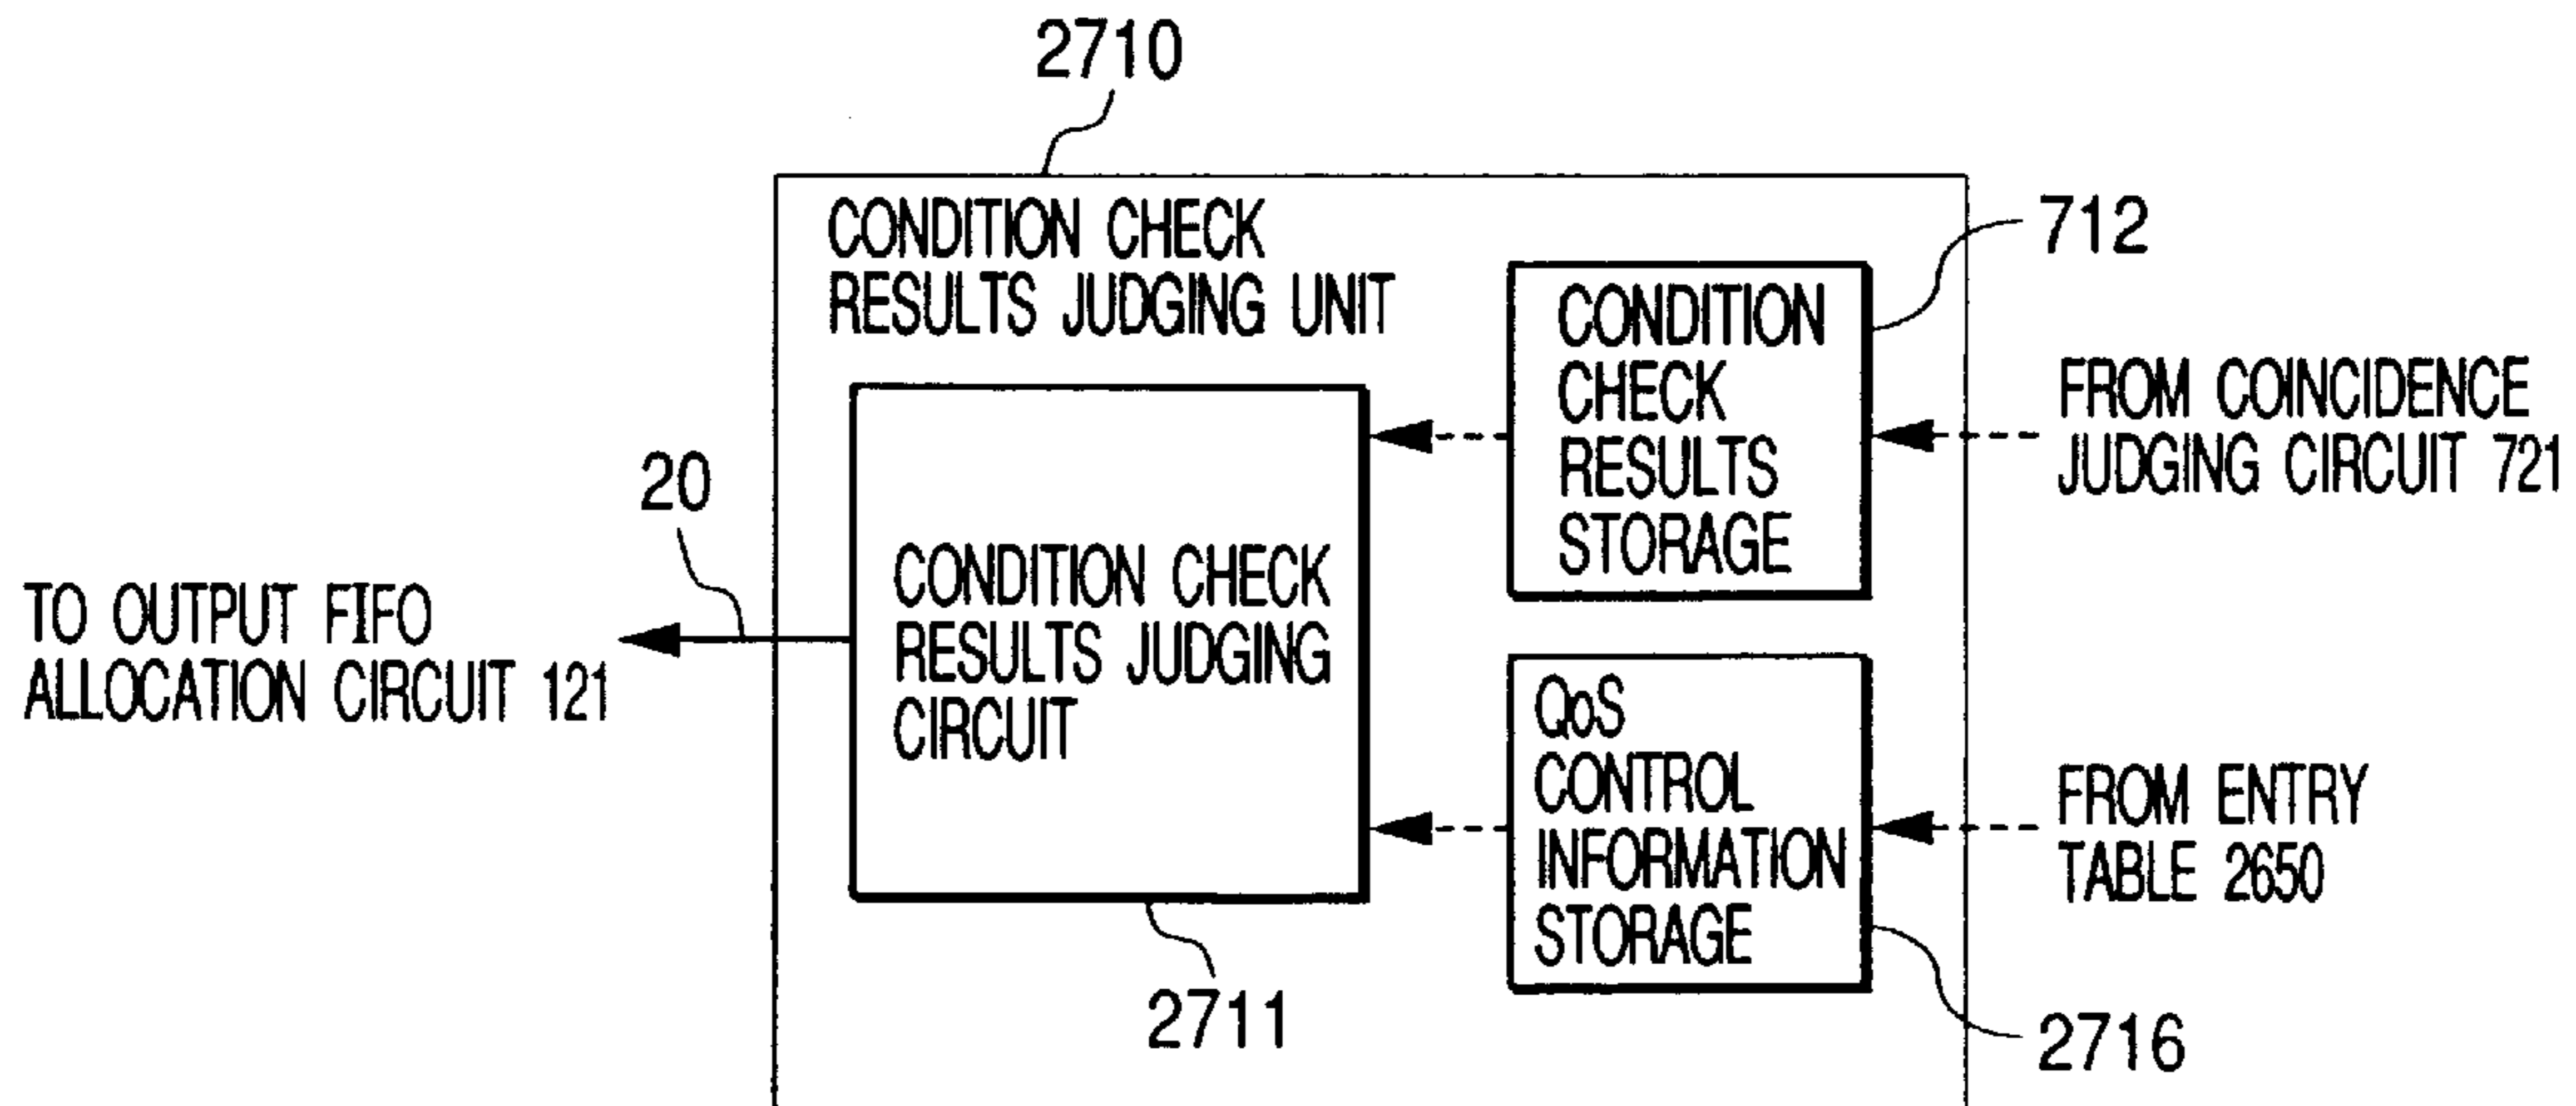 2710
CONDITION CHECK
RESULTS JUDGING UNIT
712
CONDITION
CHECK
RESULTS
STORAGE
FROM COINCIDENCE
JUDGING CIRCUIT 721
20
TO OUTPUT FIFO
ALLOCATION CIRCUIT 121
CONDITION CHECK
RESULTS JUDGING
CIRCUIT
2711
QoS
CONTROL
INFORMATION
STORAGE
FROM ENTRY
TABLE 2650
2716